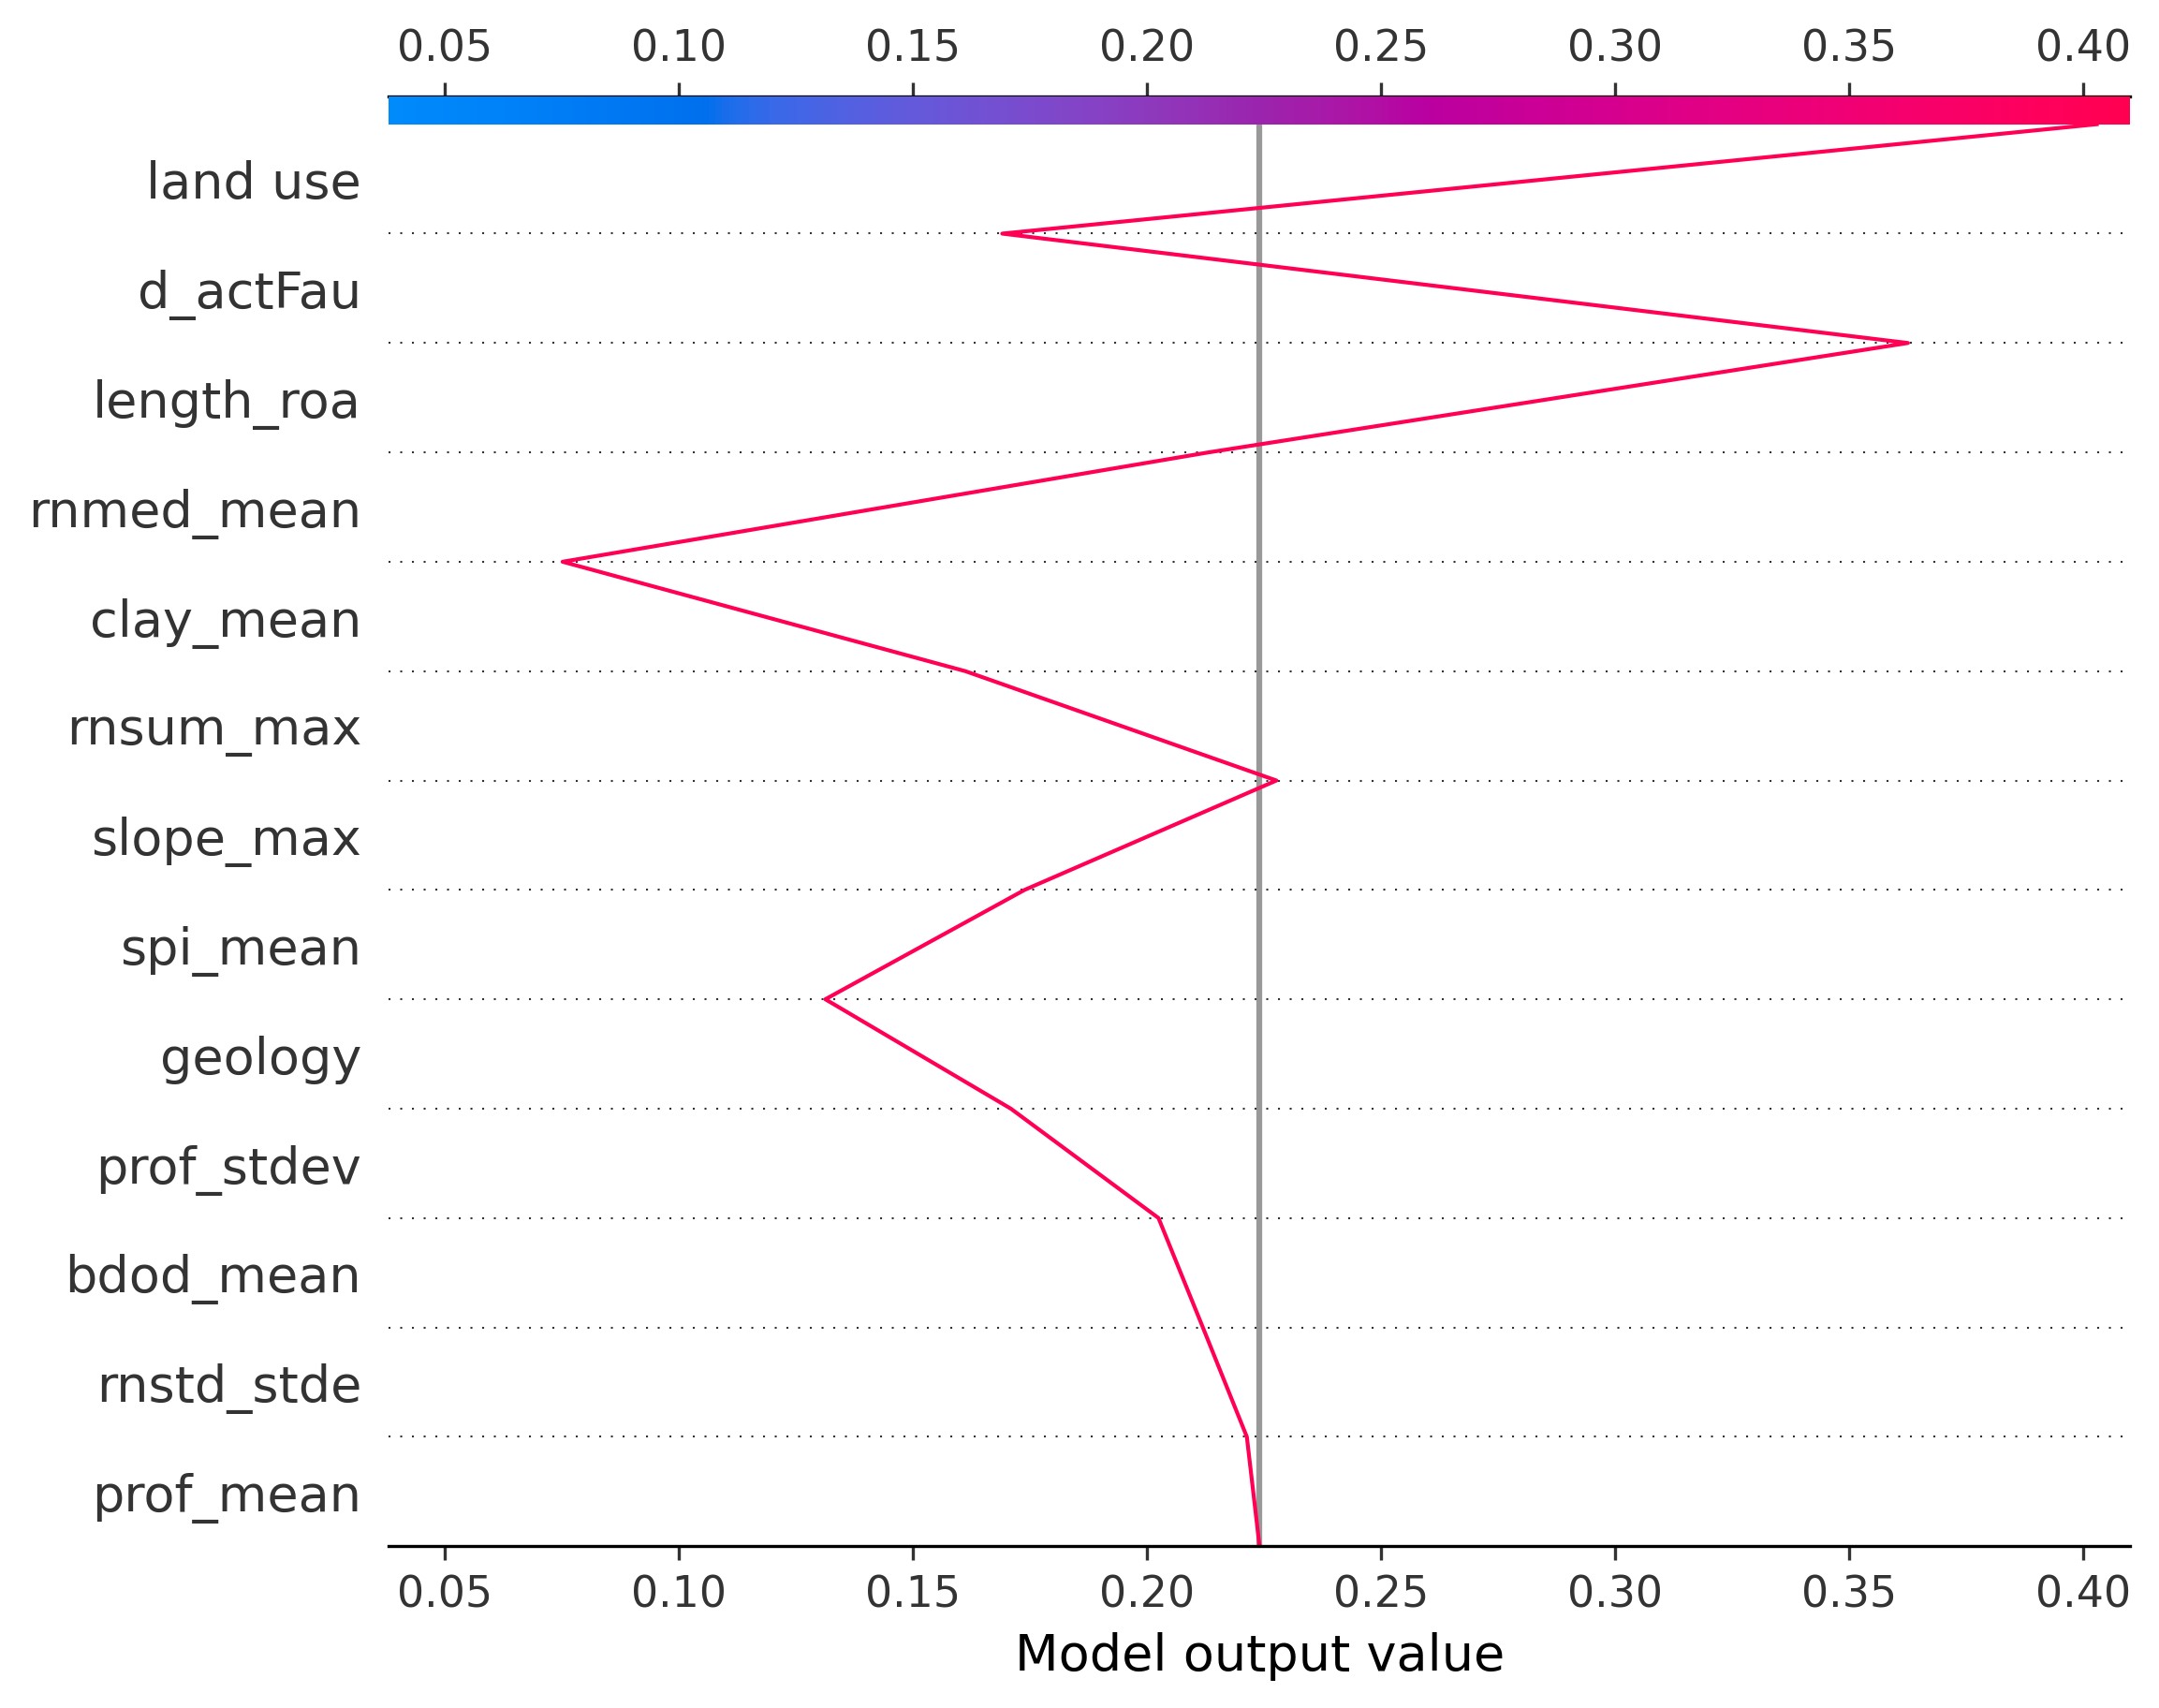 0.05 0.10 0.15 0.20 0.25 0.30 0.35 0.40
land use
d_actFau
length_roa
rnmed_mean
clay_mean
rnsum_max
slope_max
spi_mean
geology
prof_stdev
bdod_mean
rnstd_stde
prof_mean
0.05 0.10 0.15 0.20 0.25 0.30 0.35 0.40
Model output value